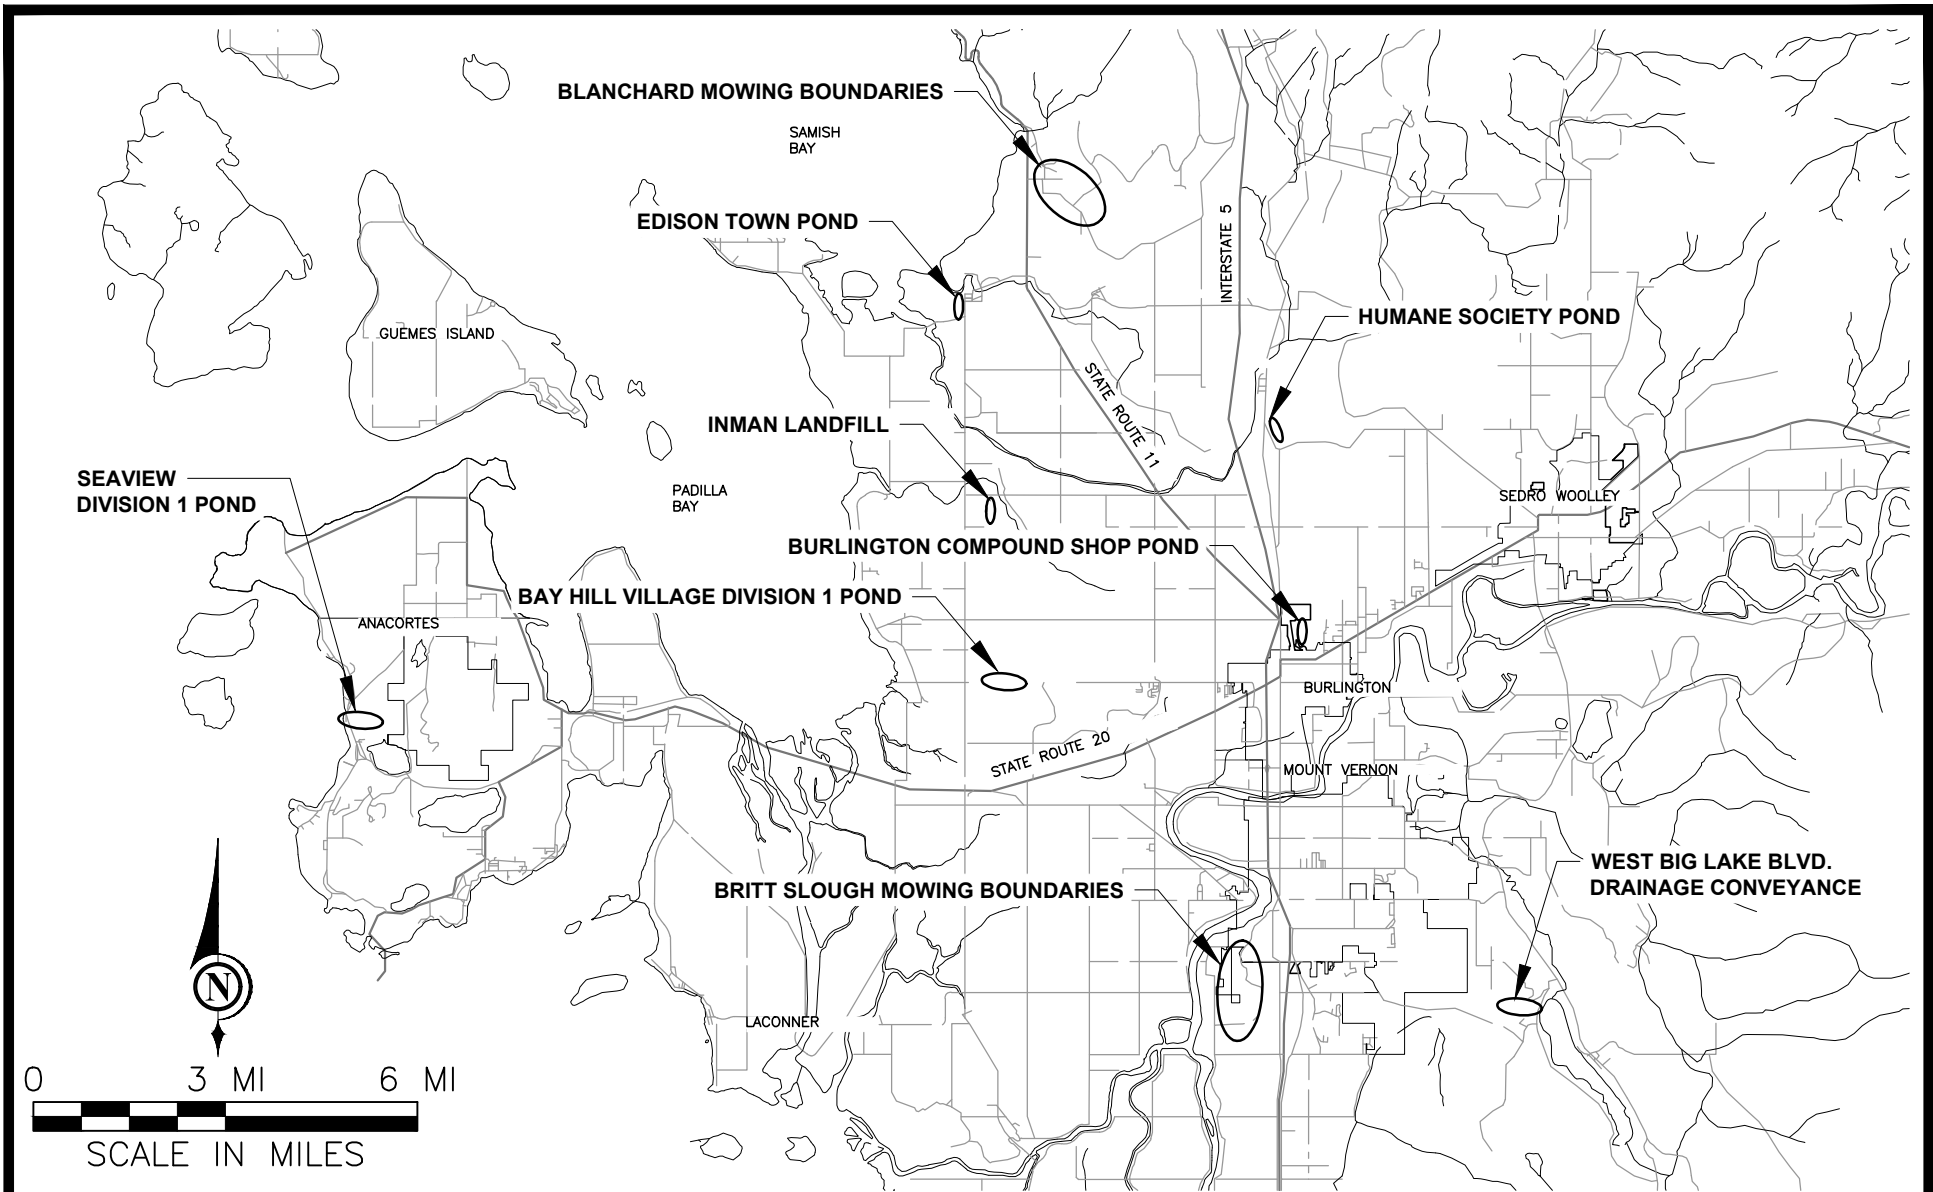 BLANCHARD MOWING BOUNDARIES
SAMISH
BAY
EDISON TOWN POND
INTERSTATE 5
HUMANE SOCIETY POND
GUEMES ISLAND
STATE ROUTE 11
INMAN LANDFILL
SEAVIEW
DIVISION 1 POND
PADILLA
BAY
SEDRO WOOLLEY
BURLINGTON COMPOUND SHOP POND
BAY HILL VILLAGE DIVISION 1 POND
ANACORTES
BURLINGTON
STATE ROUTE 20
MOUNT VERNON
WEST BIG LAKE BLVD.
DRAINAGE CONVEYANCE
BRITT SLOUGH MOWING BOUNDARIES
N
LACONNER
0 3 MI 6 MI
SCALE IN MILES